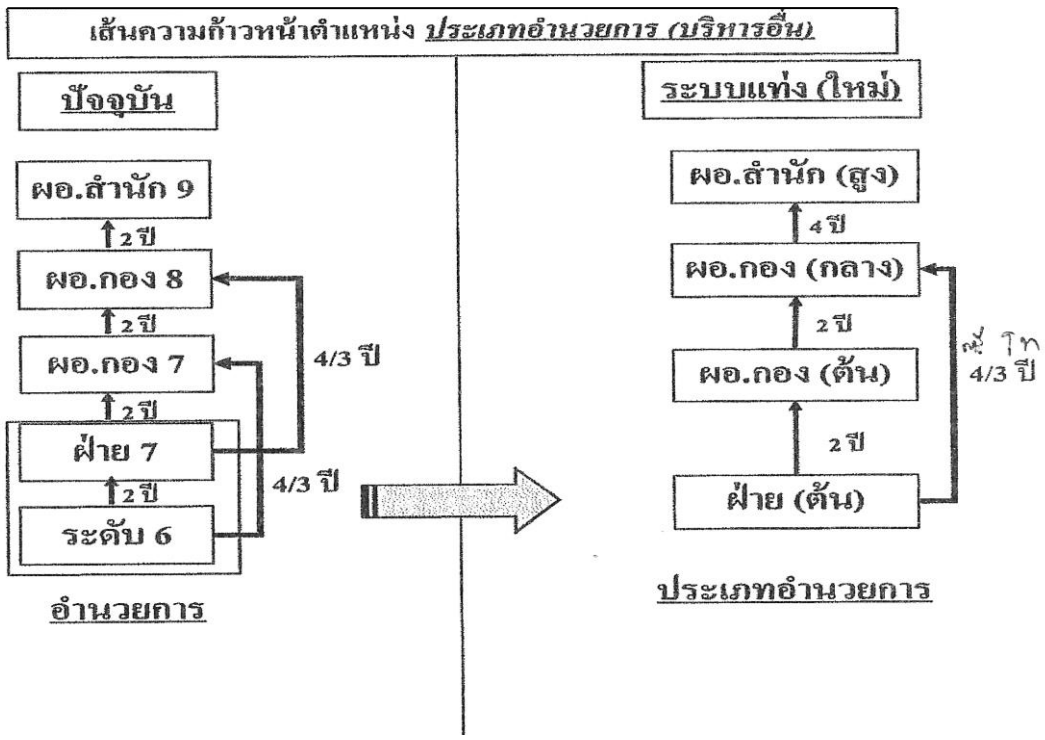 เส้นความก้าวหน้าตำแหน่ง ประเภทอำนวยการ (บริหารอื่น)
ปัจจุบัน
ผอ.สำนัก 9
2 ปี
ผอ.กอง 8
2 ปี
ผอ.กอง 7
2 ปี
ฝ่าย 7
2 ปี
ระดับ 6
4/3 ปี
4/3 ปี
อำนวยการ
ระบบแท่ง (ใหม่)
ผอ.สำนัก (สูง)
4 ปี
ผอ.กอง (กลาง)
2 ปี
ผอ.กอง (ต้น)
2 ปี
ฝ่าย (ต้น)
โท
4/3 ปี
ประเภทอำนวยการ